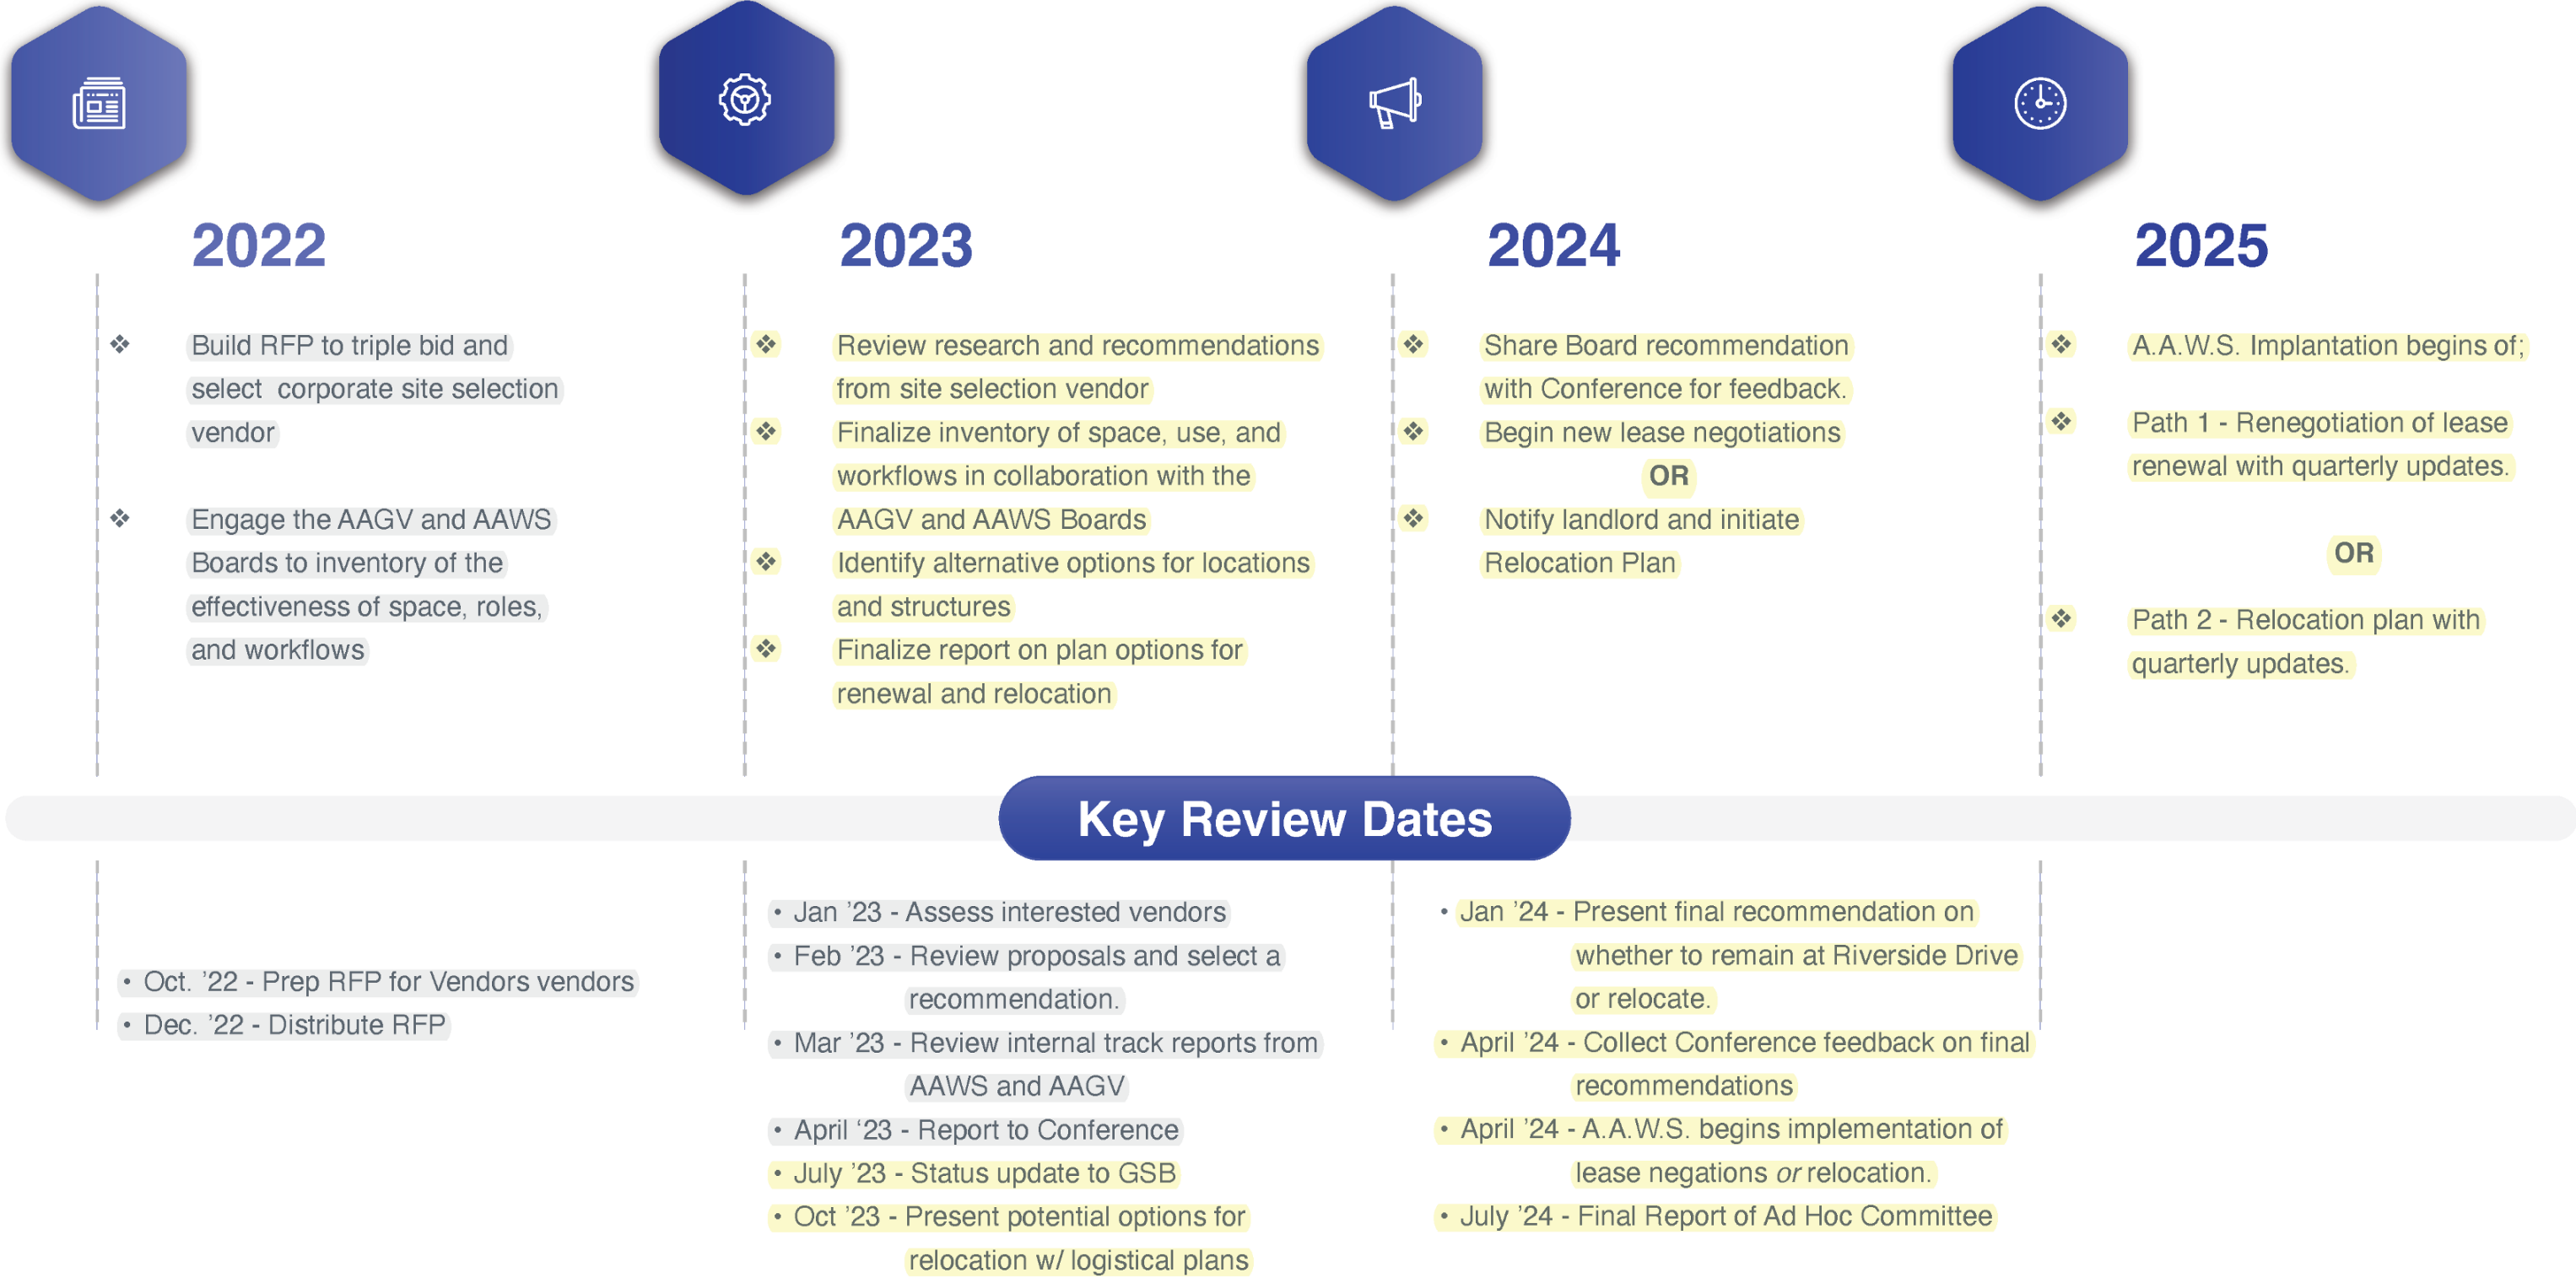 2022
❖ Build RFP to triple bid and
select  corporate site selection
vendor
❖ Engage the AAGV and AAWS
Boards to inventory of the
effectiveness of space, roles,
and workflows
2023
❖ Review research and recommendations
from site selection vendor
❖ Finalize inventory of space, use, and
workflows in collaboration with the
AAGV and AAWS Boards
❖ Identify alternative options for locations
and structures
❖ Finalize report on plan options for
renewal and relocation
2024
❖ Share Board recommendation
with Conference for feedback.
❖ Begin new lease negotiations
OR
❖ Notify landlord and initiate
Relocation Plan
2025
❖ A.A.W.S. Implantation begins of;
❖ Path 1 - Renegotiation of lease
renewal with quarterly updates.
OR
❖ Path 2 - Relocation plan with
quarterly updates.
Key Review Dates
• Oct. ’22 - Prep RFP for Vendors vendors
• Dec. ’22 - Distribute RFP
• Jan ’23 - Assess interested vendors
• Feb ’23 - Review proposals and select a
recommendation.
• Mar ’23 - Review internal track reports from
AAWS and AAGV
• April ‘23 - Report to Conference
• July ’23 - Status update to GSB
• Oct ’23 - Present potential options for
relocation w/ logistical plans
• Jan ’24 - Present final recommendation on
whether to remain at Riverside Drive
or relocate.
• April ’24 - Collect Conference feedback on final
recommendations
• April ’24 - A.A.W.S. begins implementation of
lease negations or relocation.
• July ’24 - Final Report of Ad Hoc Committee